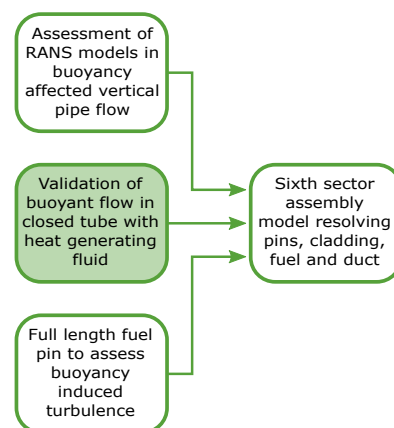 Assessment of
RANS models in
buoyancy
affected vertical
pipe flow
Validation of
buoyant flow in
closed tube with
heat generating
fluid
Full length fuel
pin to assess
buoyancy
induced
turbulence
Sixth sector
assembly
model resolving
pins, cladding,
fuel and duct